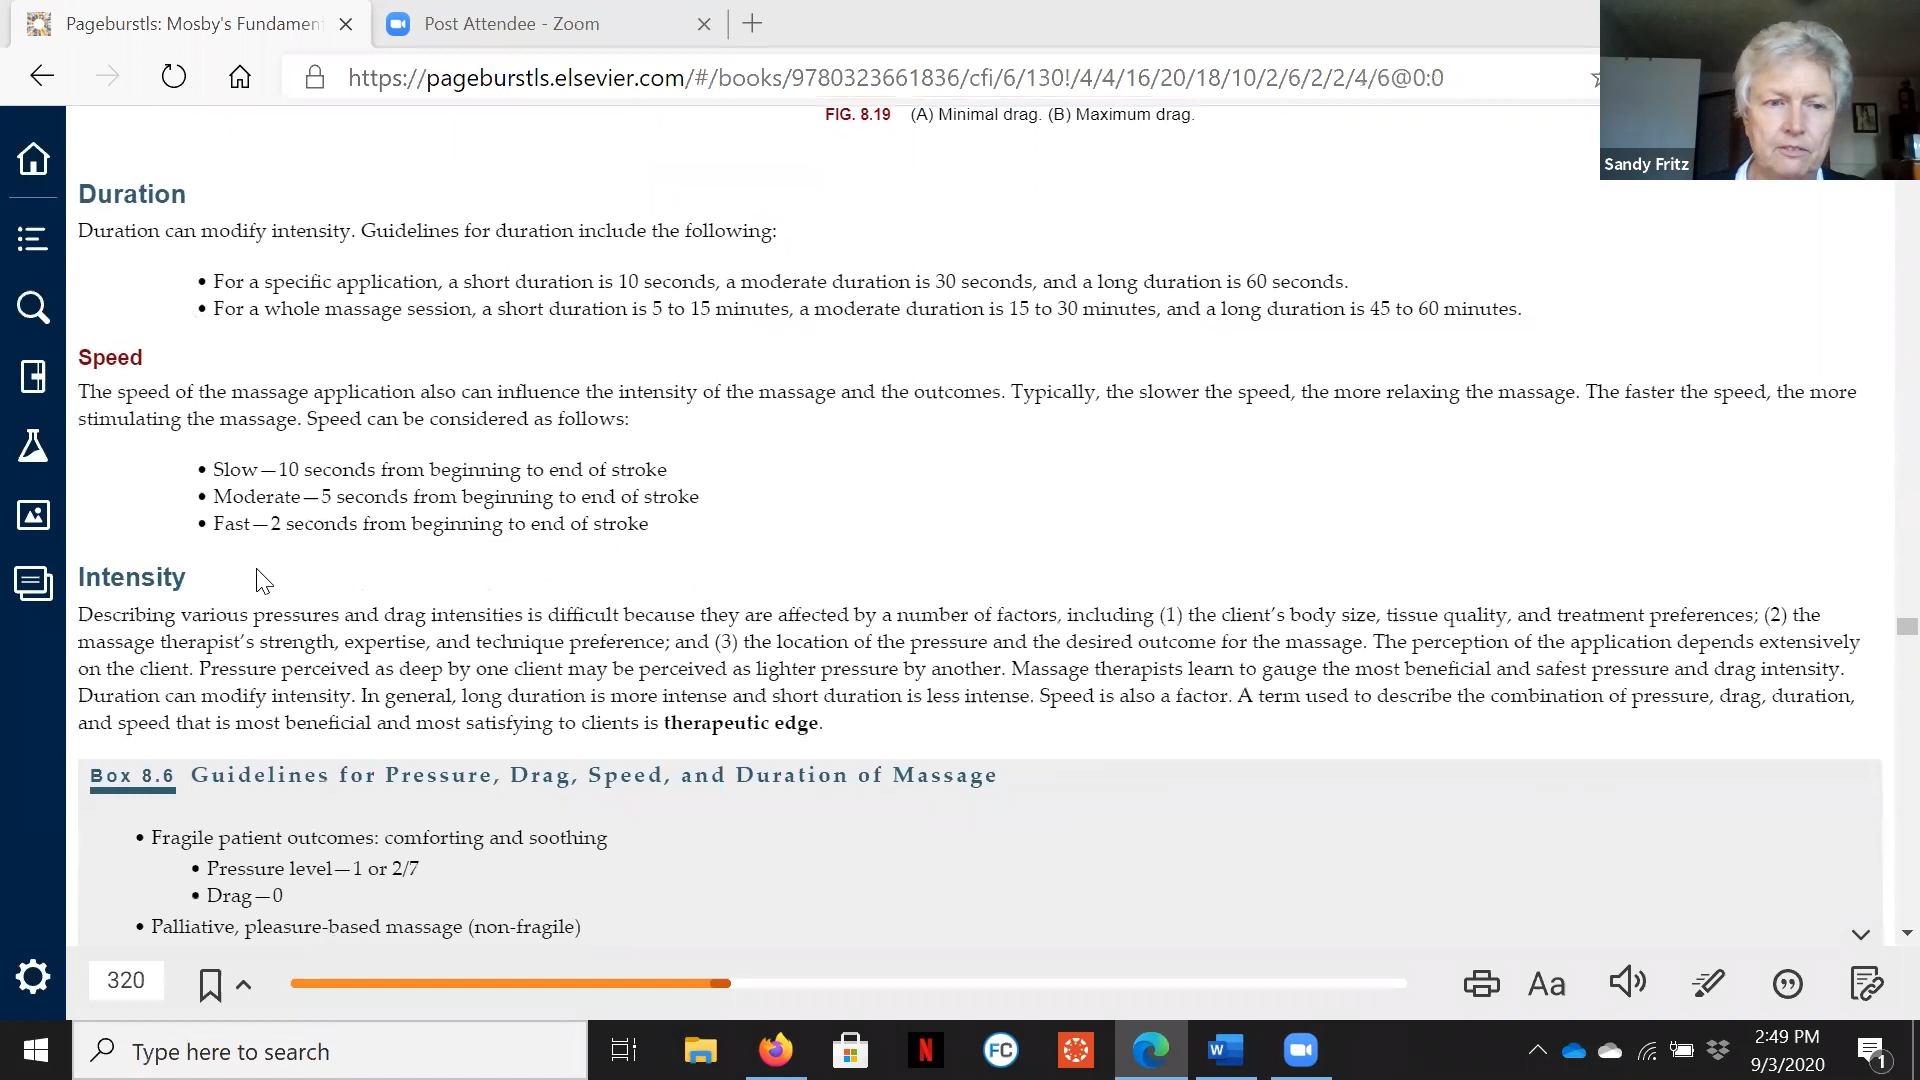 Pageburstls: Mosby's Fundamen
Post Attendee - Zoom
https://pageburstls.elsevier.com/#/books/9780323661836/cfi/6/130!/4/4/16/20/18/10/2/6/2/2/4/6@0:0
Sandy Fritz
FIG. 8.19 (A) Minimal drag. (B) Maximum drag.
Duration
Duration can modify intensity. Guidelines for duration include the following:
• For a specific application, a short duration is 10 seconds, a moderate duration is 30 seconds, and a long duration is 60 seconds.
• For a whole massage session, a short duration is 5 to 15 minutes, a moderate duration is 15 to 30 minutes, and a long duration is 45 to 60 minutes.
Speed
The speed of the massage application also can influence the intensity of the massage and the outcomes. Typically, the slower the speed, the more relaxing the massage. The faster the speed, the more
stimulating the massage. Speed can be considered as follows:
• Slow—10 seconds from beginning to end of stroke
• Moderate—5 seconds from beginning to end of stroke
• Fast—2 seconds from beginning to end of stroke
Intensity
Describing various pressures and drag intensities is difficult because they are affected by a number of factors, including (1) the client's body size, tissue quality, and treatment preferences; (2) the
massage therapist's strength, expertise, and technique preference; and (3) the location of the pressure and the desired outcome for the massage. The perception of the application depends extensively
on the client. Pressure perceived as deep by one client may be perceived as lighter pressure by another. Massage therapists learn to gauge the most beneficial and safest pressure and drag intensity.
Duration can modify intensity. In general, long duration is more intense and short duration is less intense. Speed is also a factor. A term used to describe the combination of pressure, drag, duration,
and speed that is most beneficial and most satisfying to clients is therapeutic edge.
Box 8.6 Guidelines for Pressure, Drag, Speed, and Duration of Massage
• Fragile patient outcomes: comforting and soothing
• Pressure level—1 or 2/7
• Drag—0
• Palliative, pleasure-based massage (non-fragile)
320
Aa
Type here to search
N
FC
W
2:49 PM
9/3/2020
1